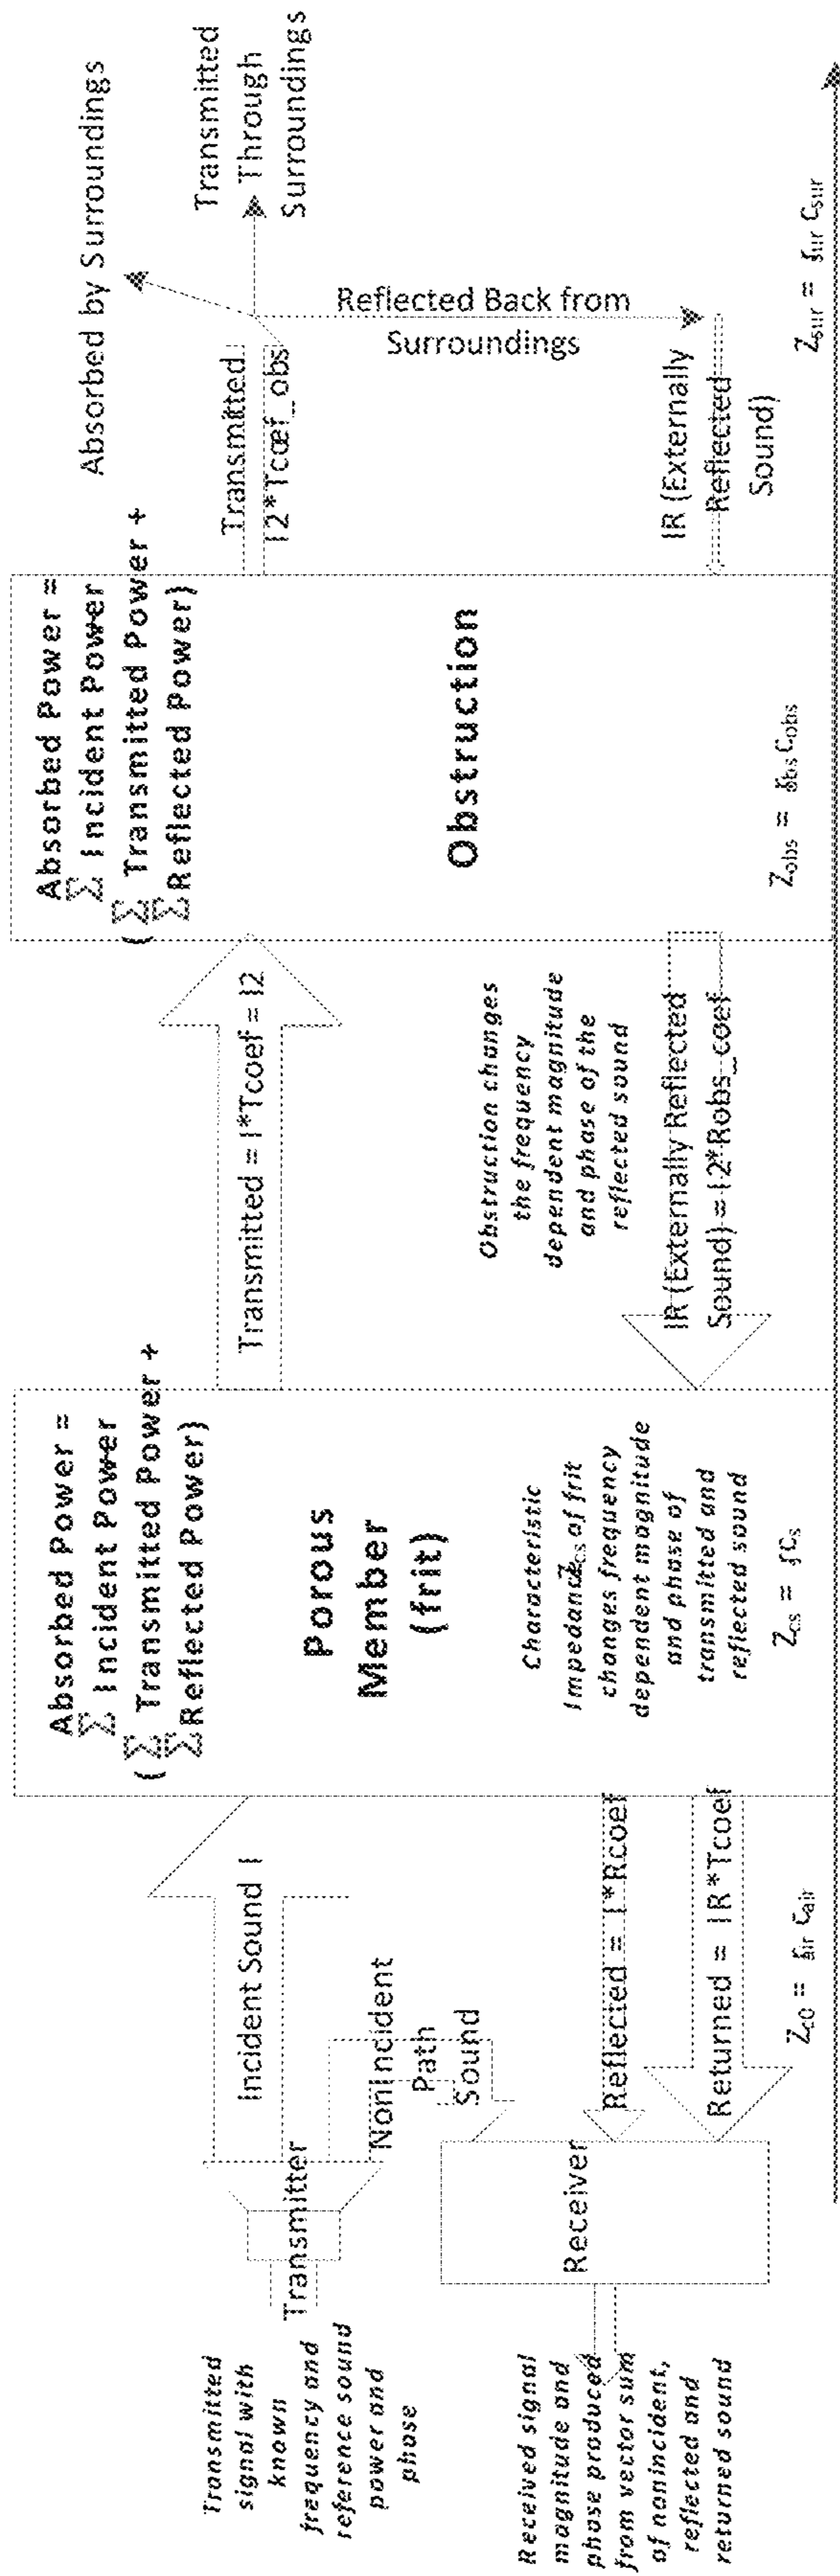 Transmitted
signal with
known
frequency and
reference sound
power and
phase
Transmitter
Incident Sound I
NonIncident
Path
Sound
Received signal
magnitude and
phase produced
from vector sum
of nonincident,
reflected and
returned sound
Receiver
Reflected = I*Rcoef
Returned = IR*Tcoef
Zc0 = air Cair
Absorbed Power =
∑ Incident Power
(∑ Transmitted Power +
∑Reflected Power)
Porous
Member
(frit)
Characteristic
Impedance Zcs of frit
changes frequency
dependent magnitude
and phase of
transmitted and
reflected sound
Zcs = Cs
Transmitted = I*Tcoef = I2
Obstruction changes
the frequency
dependent magnitude
and phase of the
reflected sound
IR (Externally Reflected
Sound) = I2*Robs_coef
Absorbed Power =
∑ Incident Power
(∑ Transmitted Power +
∑Reflected Power)
Obstruction
Zobs = obs Cobs
Transmitted
I2*Tcoef_obs
Absorbed by Surroundings
Transmitted
Through
Surroundings
Reflected Back from
Surroundings
IR (Externally
Reflected
Sound)
Zsur = sur Csur